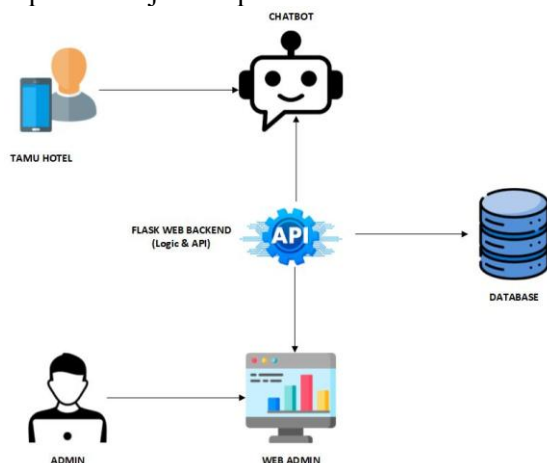 CHATBOT
TAMU HOTEL
FLASK WEB BACKEND
(Logic & API)
API
DATABASE
ADMIN
WEB ADMIN